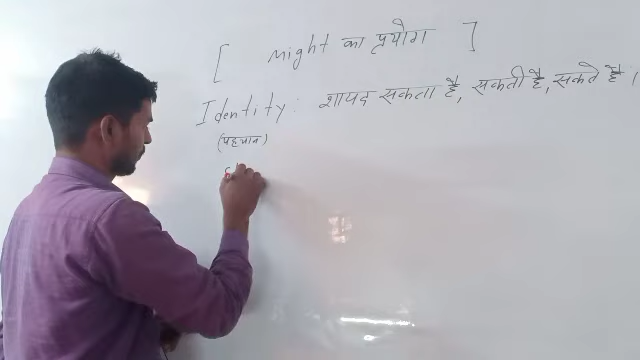 [ Might का प्रयोग ]
Identity: शायद सकता है, सकती है, सकते है।
(पहचान)